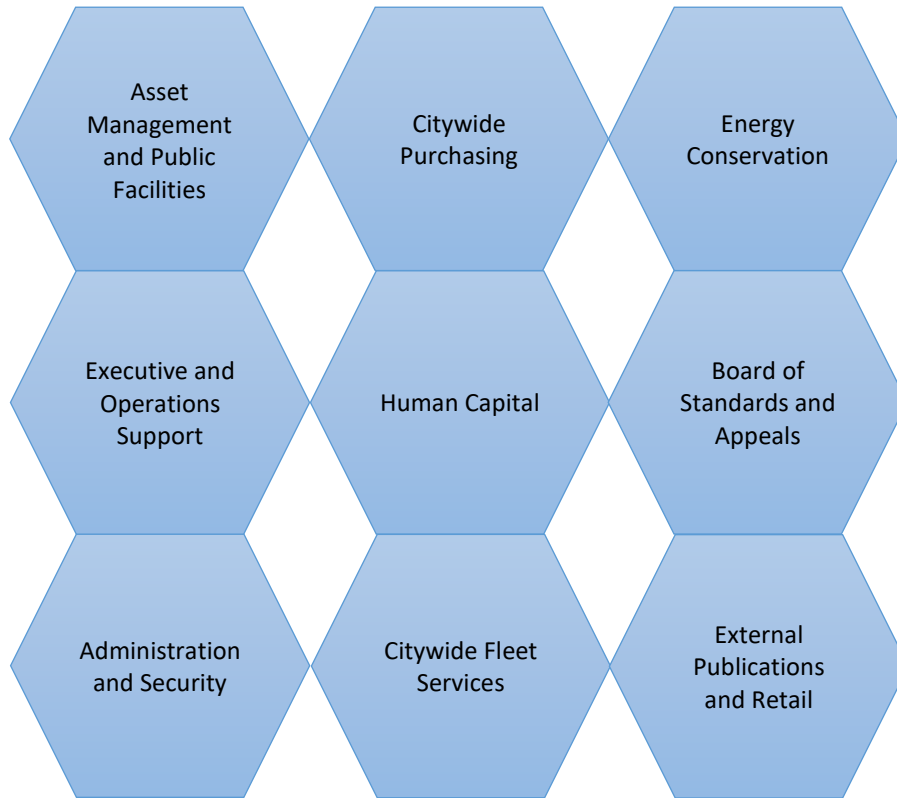 Asset
Management
and Public
Facilities
Citywide
Purchasing
Energy
Conservation
Executive and
Operations
Support
Human Capital
Board of
Standards and
Appeals
Administration
and Security
Citywide Fleet
Services
External
Publications
and Retail